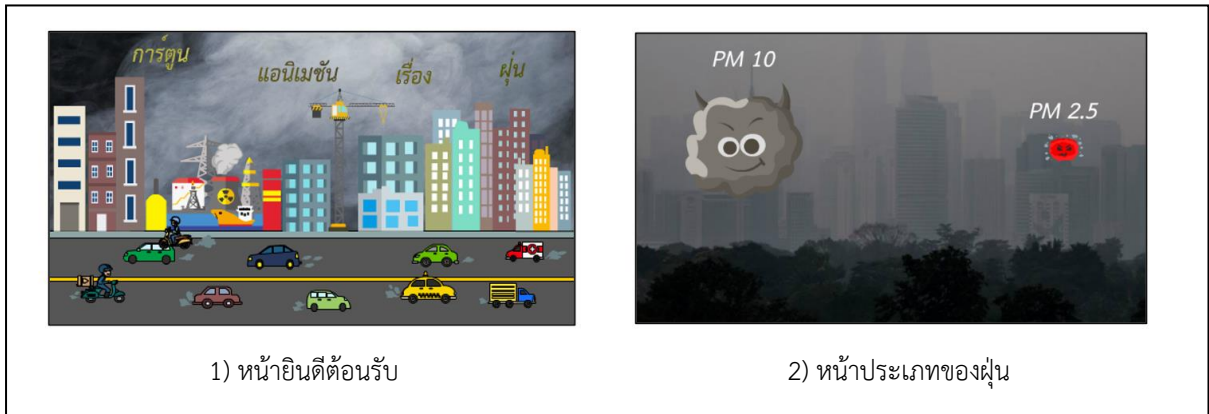 การ์ตูน แอนิเมชัน เรื่อง ฝุ่น
PM 10
PM 2.5
1) หน้ายินดีต้อนรับ
2) หน้าประเภทของฝุ่น